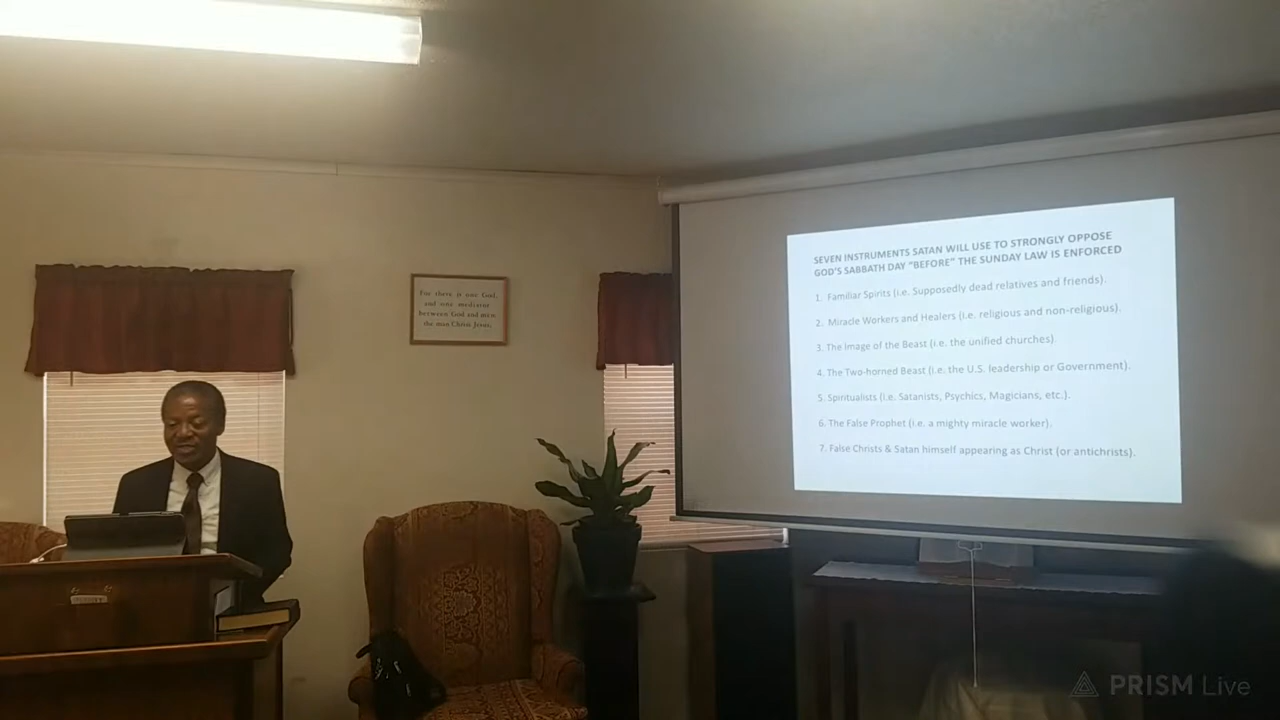 For there is one God,
and one mediator
between God and men,
the man Christ Jesus.
SEVEN INSTRUMENTS SATAN WILL USE TO STRONGLY OPPOSE
GOD'S SABBATH DAY "BEFORE" THE SUNDAY LAW IS ENFORCED
1. Familiar Spirits (i.e. Supposedly dead relatives and friends).
2. Miracle Workers and Healers (i.e. religious and non-religious).
3. The Image of the Beast (i.e. the unified churches)
4. The Two-horned Beast (i.e. the U.S. leadership or Government).
5. Spiritualists (i.e. Satanists, Psychics, Magicians, etc.).
6. The False Prophet (i.e. a mighty miracle worker).
7. False Christs & Satan himself appearing as Christ (or antichrists).
PRISM Live